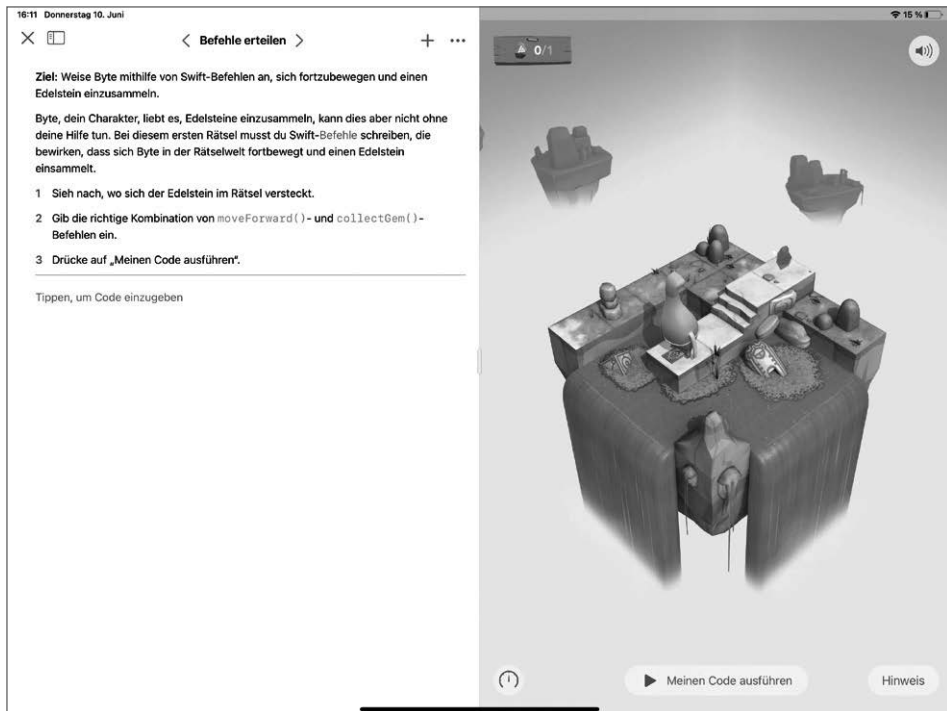 16:11 Donnerstag 10. Juni
15 %
Befehle erteilen
0/1
Ziel: Weise Byte mithilfe von Swift-Befehlen an, sich fortzubewegen und einen
Edelstein einzusammeln.
Byte, dein Charakter, liebt es, Edelsteine einzusammeln, kann dies aber nicht ohne
deine Hilfe tun. Bei diesem ersten Rätsel musst du Swift-Befehle schreiben, die
bewirken, dass sich Byte in der Rätselwelt fortbewegt und einen Edelstein
einsammelt.
1 Sieh nach, wo sich der Edelstein im Rätsel versteckt.
2 Gib die richtige Kombination von moveForward()- und collectGem()-
Befehlen ein.
3 Drücke auf „Meinen Code ausführen“.
Tippen, um Code einzugeben
Meinen Code ausführen
Hinweis